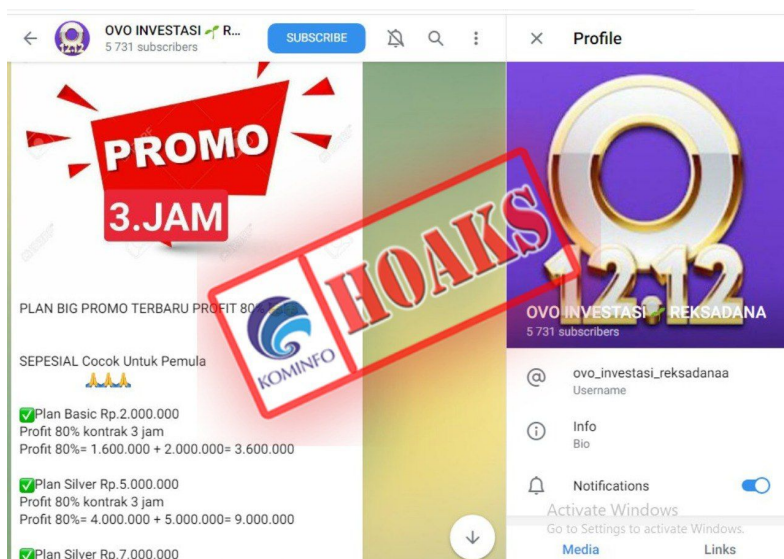 OVO INVESTASI 🌱 R...
5 731 subscribers
SUBSCRIBE
PROMO
3.JAM
PLAN BIG PROMO TERBARU PROFIT 80%
SEPESIAL Cocok Untuk Pemula
🙏🙏🙏
✅Plan Basic Rp.2.000.000
Profit 80% kontrak 3 jam
Profit 80%= 1.600.000 + 2.000.000= 3.600.000
✅Plan Silver Rp.5.000.000
Profit 80% kontrak 3 jam
Profit 80%= 4.000.000 + 5.000.000= 9.000.000
✅Plan Silver Rp.7.000.000
KOMINFO
HOAKS
Profile
12.12
OVO INVESTASI🌱 REKSADANA
5 731 subscribers
ovo_investasi_reksadanaa
Username
Info
Bio
Notifications
Activate Windows
Go to Settings to activate Windows.
Media
Links